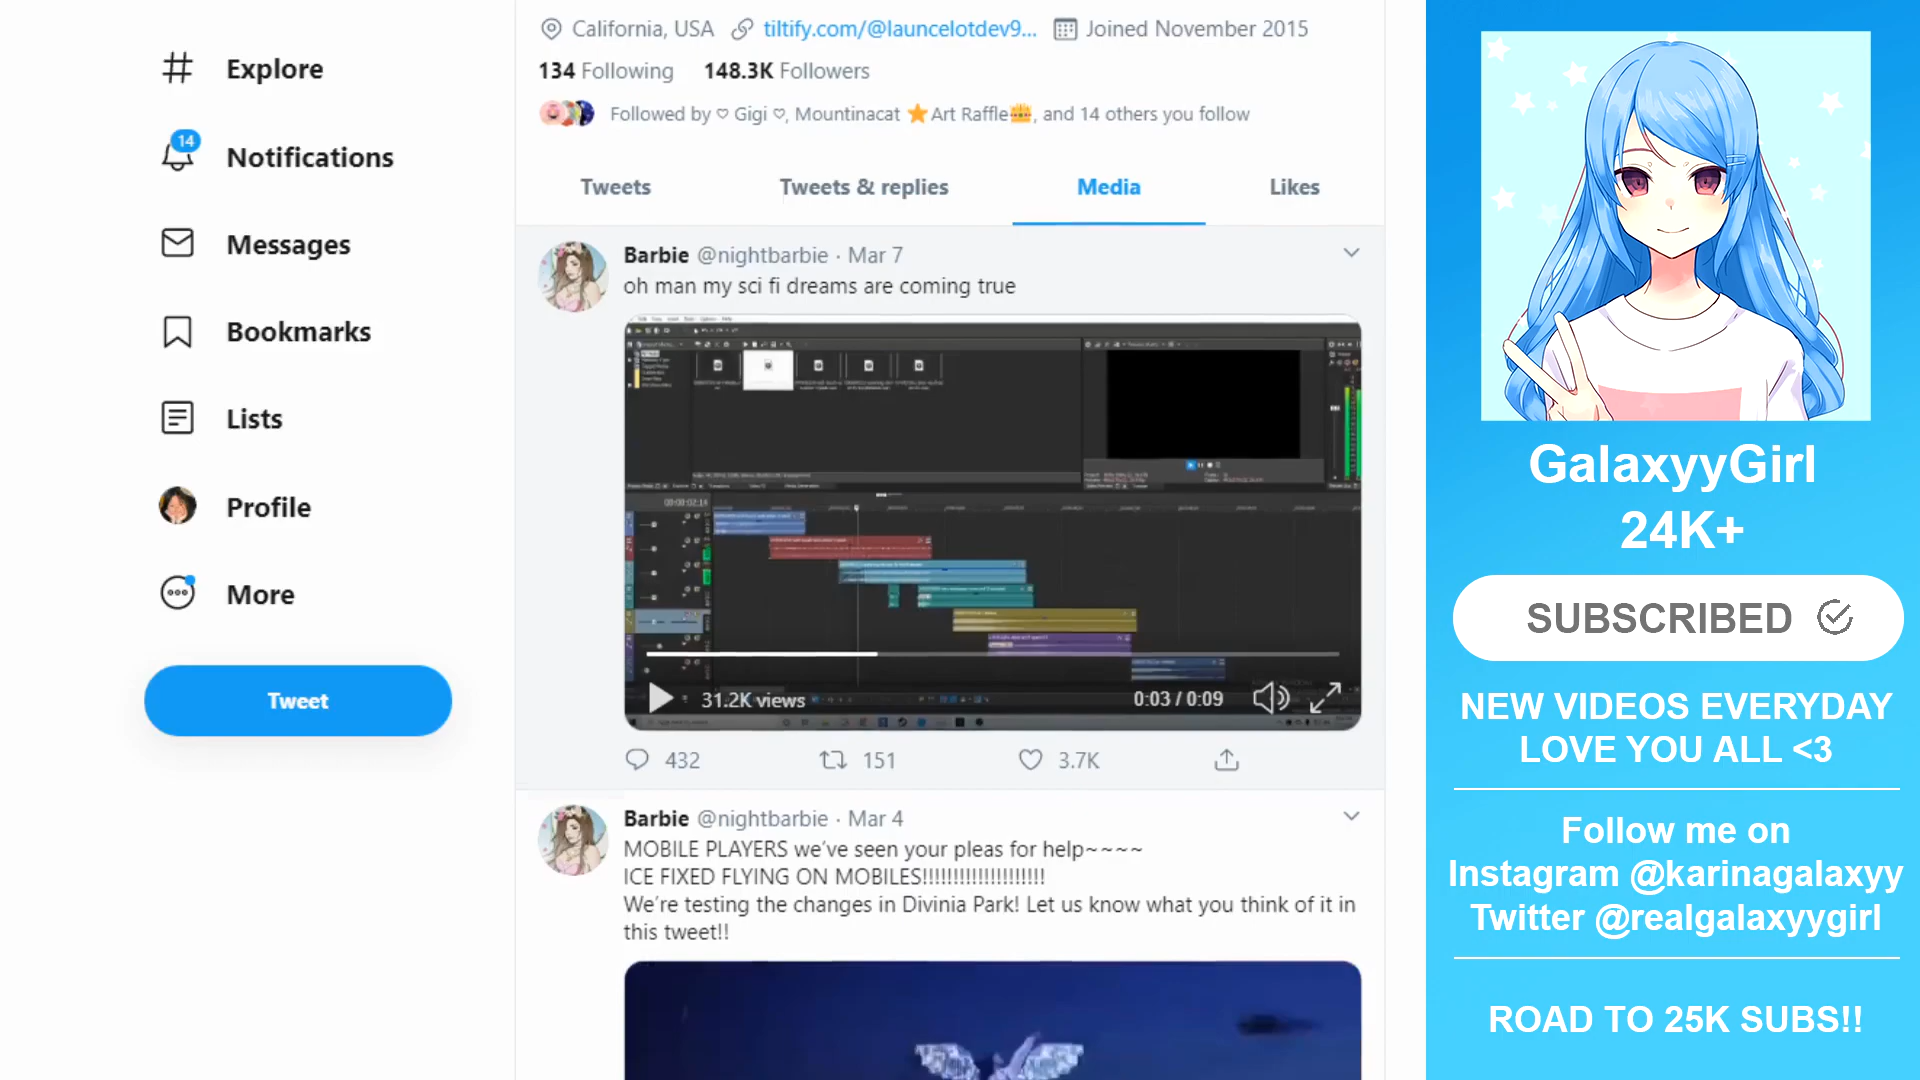 Explore
14
Notifications
Messages
Bookmarks
Lists
Profile
More
Tweet
California, USA tiltify.com/@launcelotdev9... Joined November 2015
134 Following 148.3K Followers
Followed by ♡ Gigi ♡, Mountinacat ⭐Art Raffle👑, and 14 others you follow
Tweets Tweets & replies Media Likes
Barbie @nightbarbie · Mar 7
oh man my sci fi dreams are coming true
31.2K views 0:03 / 0:09
432 151 3.7K
Barbie @nightbarbie · Mar 4
MOBILE PLAYERS we've seen your pleas for help~~~~
ICE FIXED FLYING ON MOBILES!!!!!!!!!!!!!!!!!!!!
We're testing the changes in Divinia Park! Let us know what you think of it in
this tweet!!
GalaxyyGirl
24K+
SUBSCRIBED
NEW VIDEOS EVERYDAY
LOVE YOU ALL <3
Follow me on
Instagram @karinagalaxyy
Twitter @realgalaxyygirl
ROAD TO 25K SUBS!!